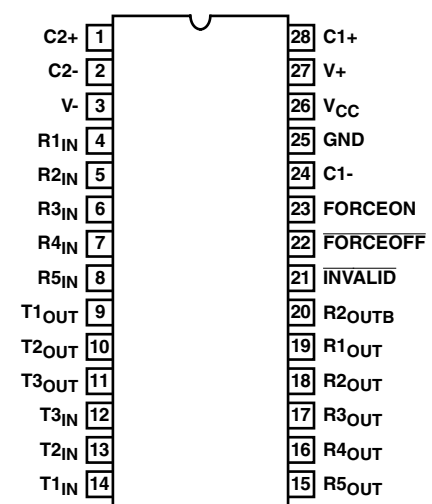 C2+ 1 28 C1+
C2- 2 27 V+
V- 3 26 VCC
R1IN 4 25 GND
R2IN 5 24 C1-
R3IN 6 23 FORCEON
R4IN 7 22 FORCEOFF
R5IN 8 21 INVALID
T1OUT 9 20 R2OUTB
T2OUT 10 19 R1OUT
T3OUT 11 18 R2OUT
T3IN 12 17 R3OUT
T2IN 13 16 R4OUT
T1IN 14 15 R5OUT